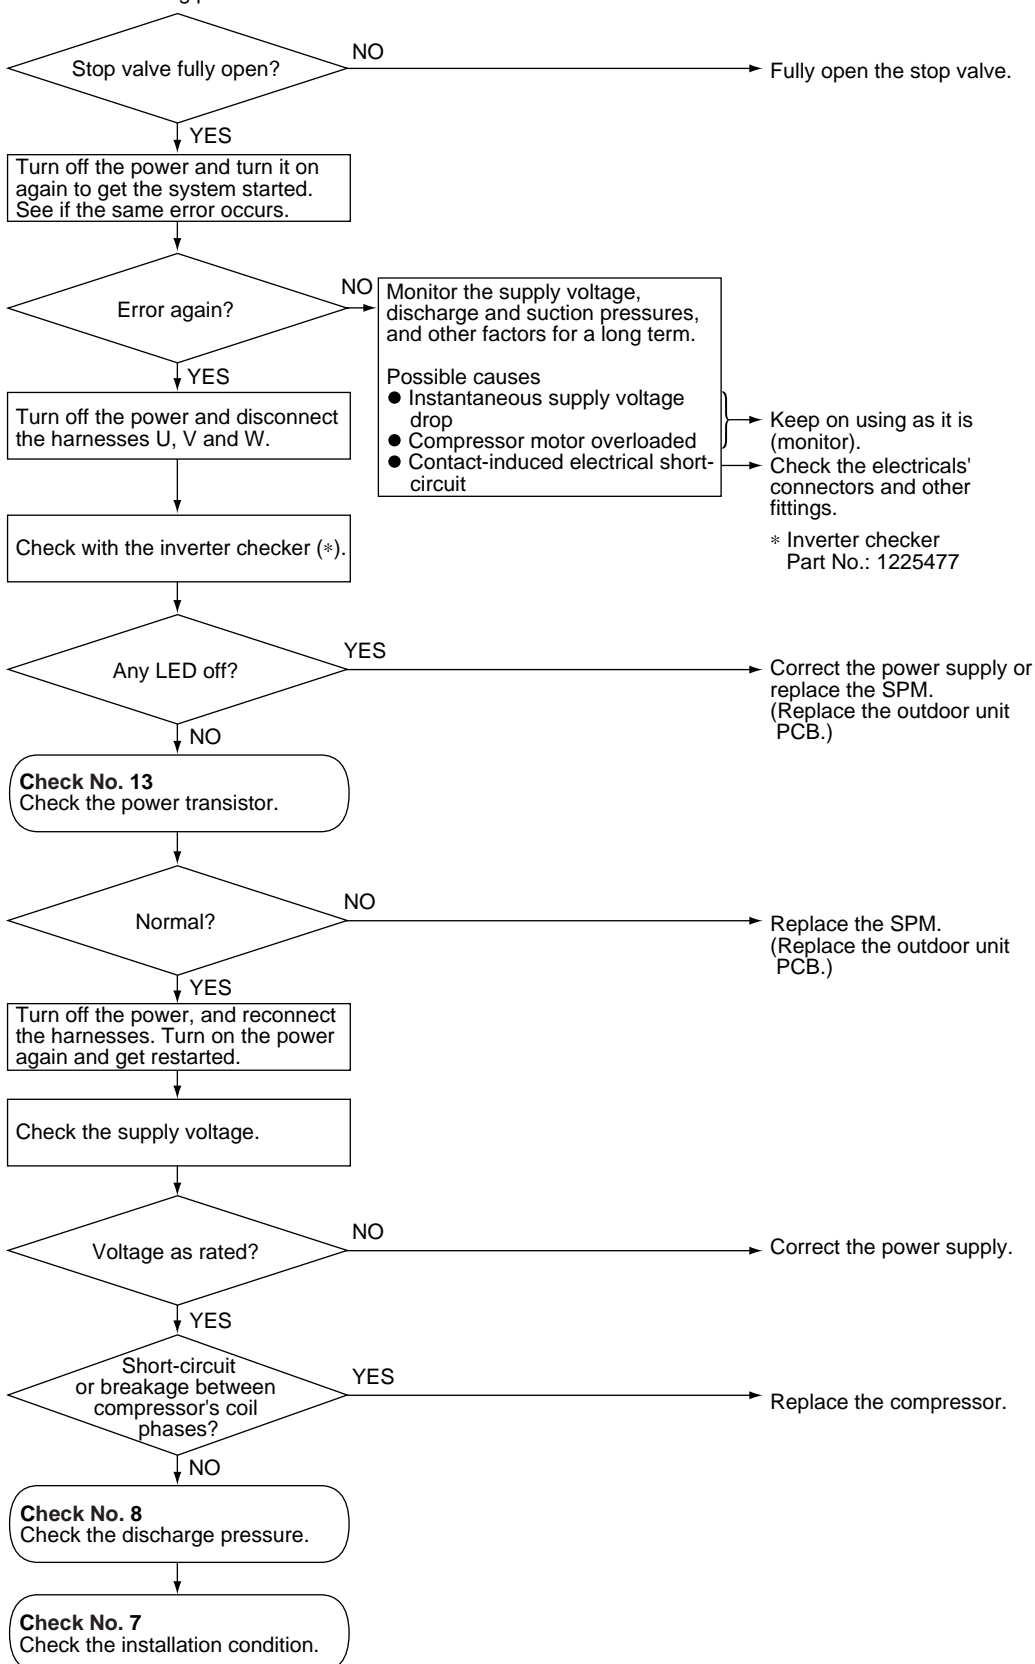 Stop valve fully open?
NO
Fully open the stop valve.
YES
Turn off the power and turn it on
again to get the system started.
See if the same error occurs.
Error again?
NO
Monitor the supply voltage,
discharge and suction pressures,
and other factors for a long term.
Possible causes
● Instantaneous supply voltage
drop
● Compressor motor overloaded
● Contact-induced electrical short-
circuit
Keep on using as it is
(monitor).
Check the electricals'
connectors and other
fittings.
* Inverter checker
Part No.: 1225477
YES
Turn off the power and disconnect
the harnesses U, V and W.
Check with the inverter checker (*).
Any LED off?
YES
Correct the power supply or
replace the SPM.
(Replace the outdoor unit
PCB.)
NO
Check No. 13
Check the power transistor.
Normal?
NO
Replace the SPM.
(Replace the outdoor unit
PCB.)
YES
Turn off the power, and reconnect
the harnesses. Turn on the power
again and get restarted.
Check the supply voltage.
Voltage as rated?
NO
Correct the power supply.
YES
Short-circuit
or breakage between
compressor's coil
phases?
YES
Replace the compressor.
NO
Check No. 8
Check the discharge pressure.
Check No. 7
Check the installation condition.